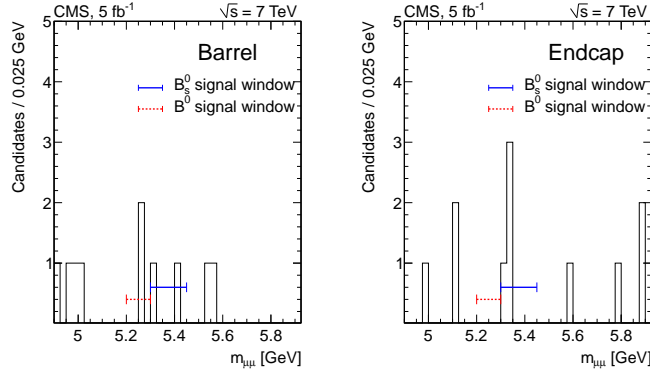 CMS, 5 fb⁻¹ √s = 7 TeV
Candidates / 0.025 GeV
Barrel
B⁰ₛ signal window
B⁰ signal window
5
4
3
2
1
5 5.2 5.4 5.6 5.8
m_μμ [GeV]
CMS, 5 fb⁻¹ √s = 7 TeV
Candidates / 0.025 GeV
Endcap
B⁰ₛ signal window
B⁰ signal window
5
4
3
2
1
5 5.2 5.4 5.6 5.8
m_μμ [GeV]